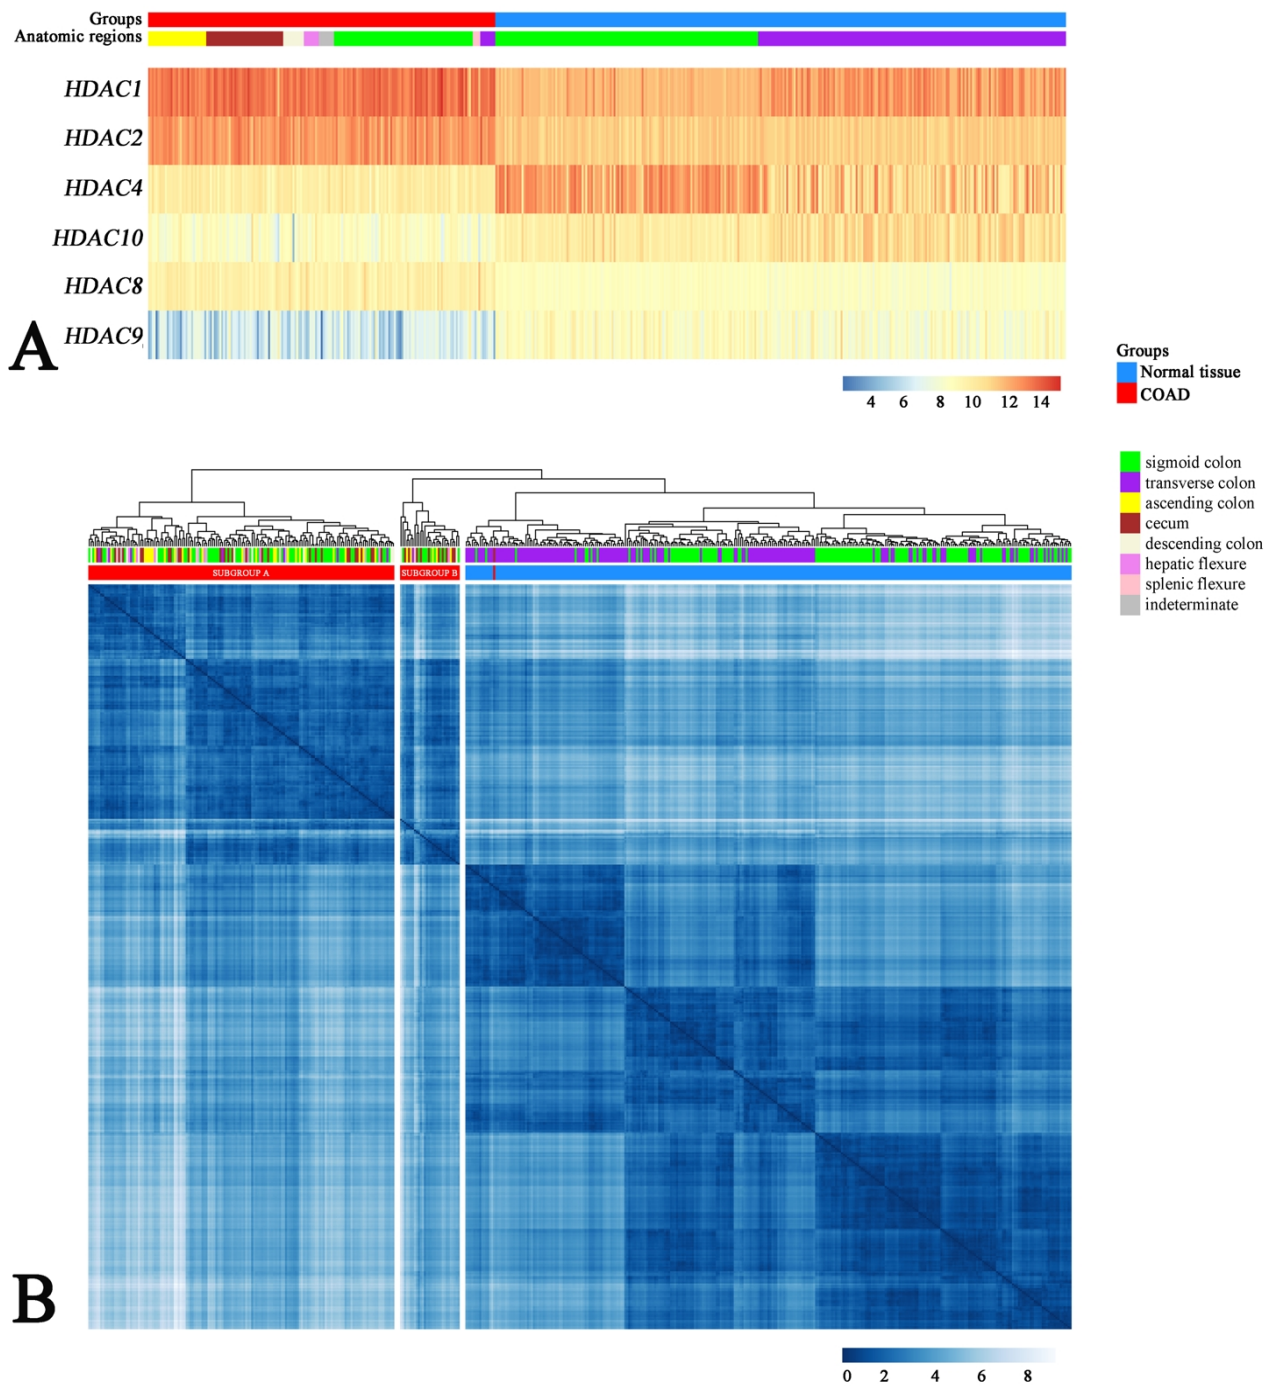 Groups
Anatomic regions
HDAC1
HDAC2
HDAC4
HDAC10
HDAC8
HDAC9
A
4 6 8 10 12 14
Groups
Normal tissue
COAD
sigmoid colon
transverse colon
ascending colon
cecum
descending colon
hepatic flexure
splenic flexure
indeterminate
SUBGROUP A
SUBGROUP B
B
0 2 4 6 8